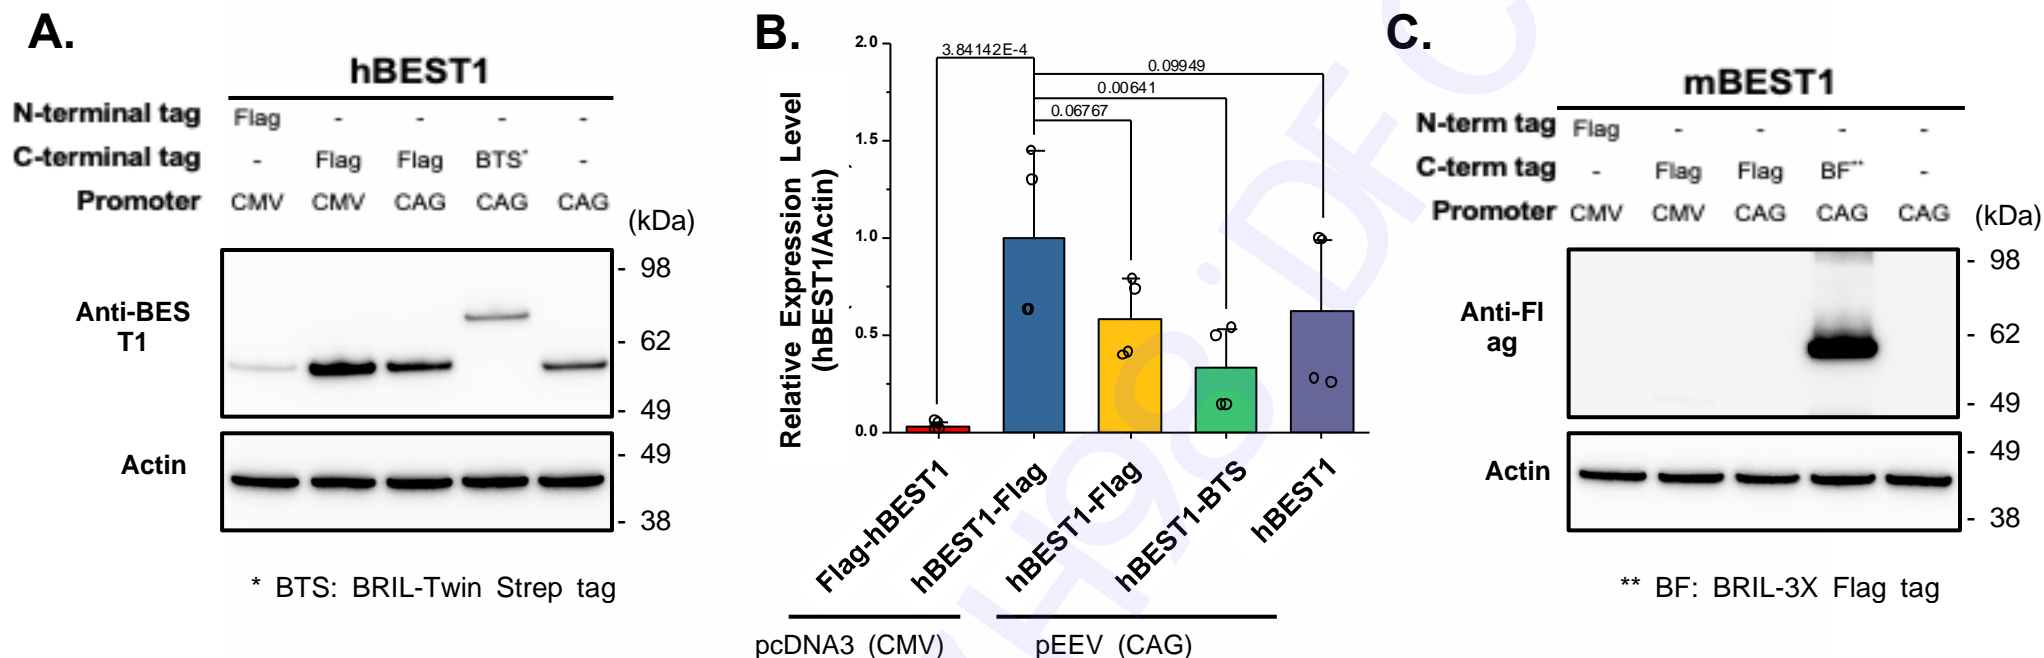 A.
hBEST1
N-terminal tag Flag - - - -
C-terminal tag - Flag Flag BTS* -
Promoter CMV CMV CAG CAG CAG
(kDa)
Anti-BES
T1
- 98
- 62
- 49
Actin
- 49
- 38
* BTS: BRIL-Twin Strep tag
B.
Relative Expression Level
(hBEST1/Actin)
2.0
1.5
1.0
0.5
0.0
3.84142E-4
0.09949
0.00641
0.06767
Flag-hBEST1
hBEST1-Flag
hBEST1-Flag
hBEST1-BTS
hBEST1
pcDNA3 (CMV)
pEEV (CAG)
C.
mBEST1
N-term tag Flag - - - -
C-term tag - Flag Flag BF** -
Promoter CMV CMV CAG CAG CAG
(kDa)
Anti-Fl
ag
- 98
- 62
- 49
Actin
- 49
- 38
** BF: BRIL-3X Flag tag